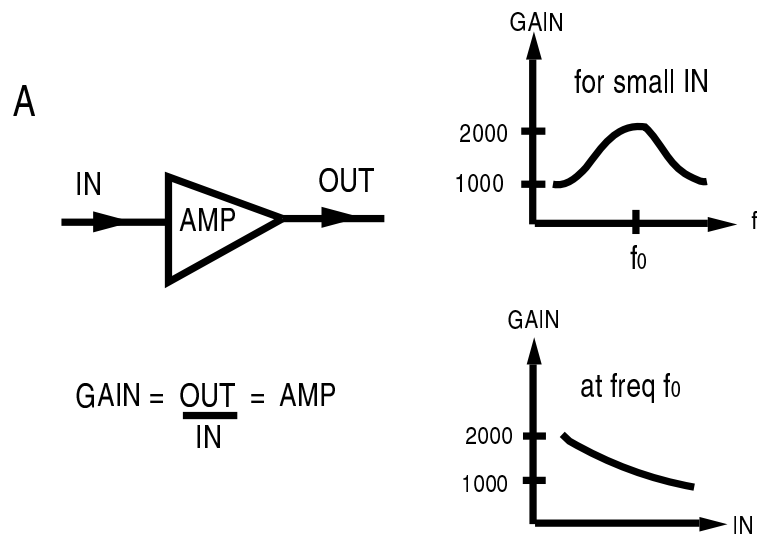 A
IN
AMP
OUT
GAIN = OUT = AMP
IN
GAIN
for small IN
2000
1000
f
f0
GAIN
at freq f0
2000
1000
IN